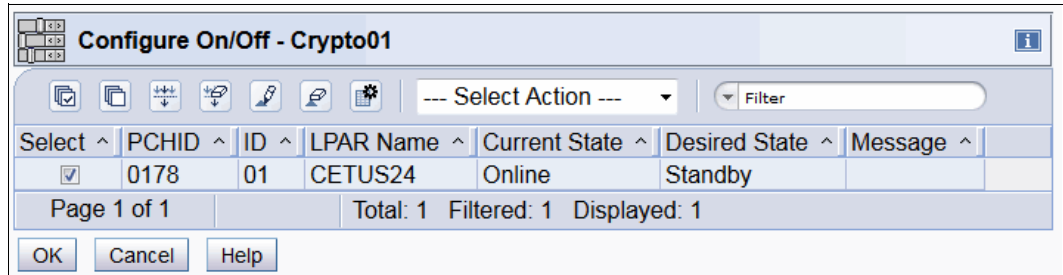 Configure On/Off - Crypto01
--- Select Action --- Filter
Select PCHID ID LPAR Name Current State Desired State Message
0178 01 CETUS24 Online Standby
Page 1 of 1 Total: 1 Filtered: 1 Displayed: 1
OK Cancel Help